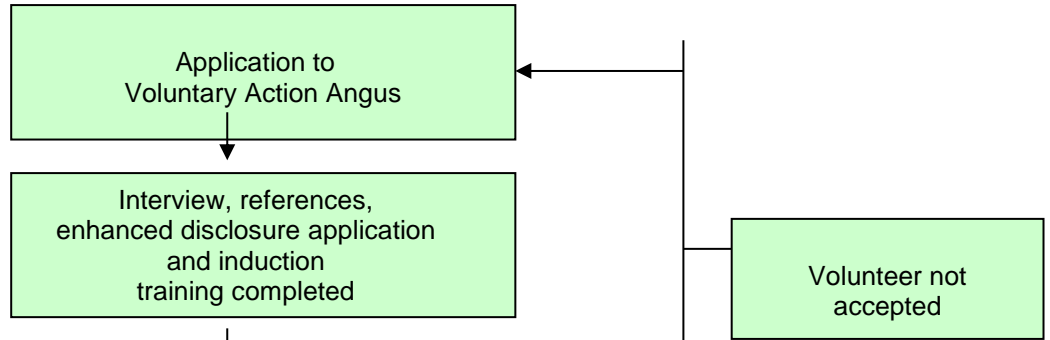 Application to
Voluntary Action Angus
Interview, references,
enhanced disclosure application
and induction
training completed
Volunteer not
accepted